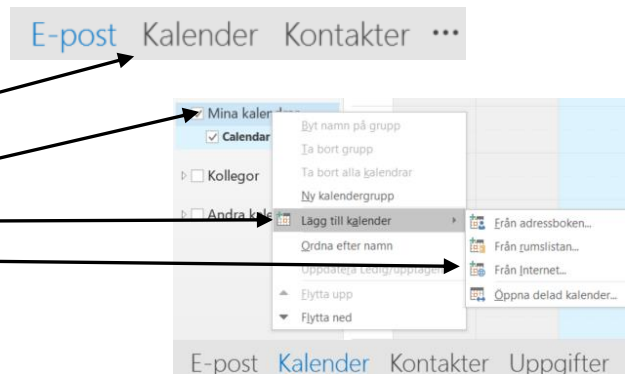 E-post Kalender Kontakter •••
Mina kalendrar
Calendar
Kollegor
Andra kale
Byt namn på grupp
Ta bort grupp
Ta bort alla kalendrar
Ny kalendergrupp
Lägg till kalender
Ordna efter namn
Uppdatera Ledig/upptagen
Flytta upp
Flytta ned
Från adressboken...
Från rumslistan...
Från Internet...
Öppna delad kalender...
E-post Kalender Kontakter Uppgifter